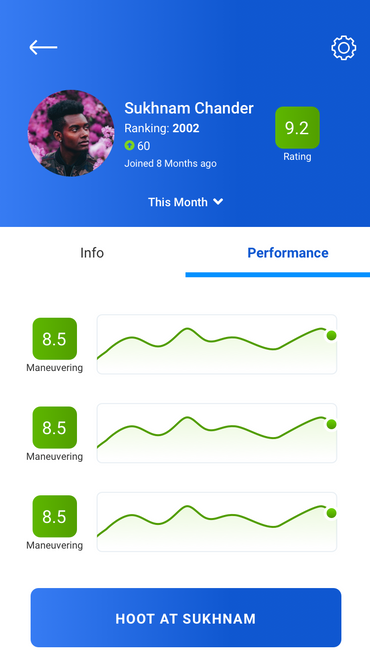 Sukhnam Chander
Ranking: 2002
60
Joined 8 Months ago
9.2
Rating
This Month
Info
Performance
8.5
Maneuvering
8.5
Maneuvering
8.5
Maneuvering
HOOT AT SUKHNAM